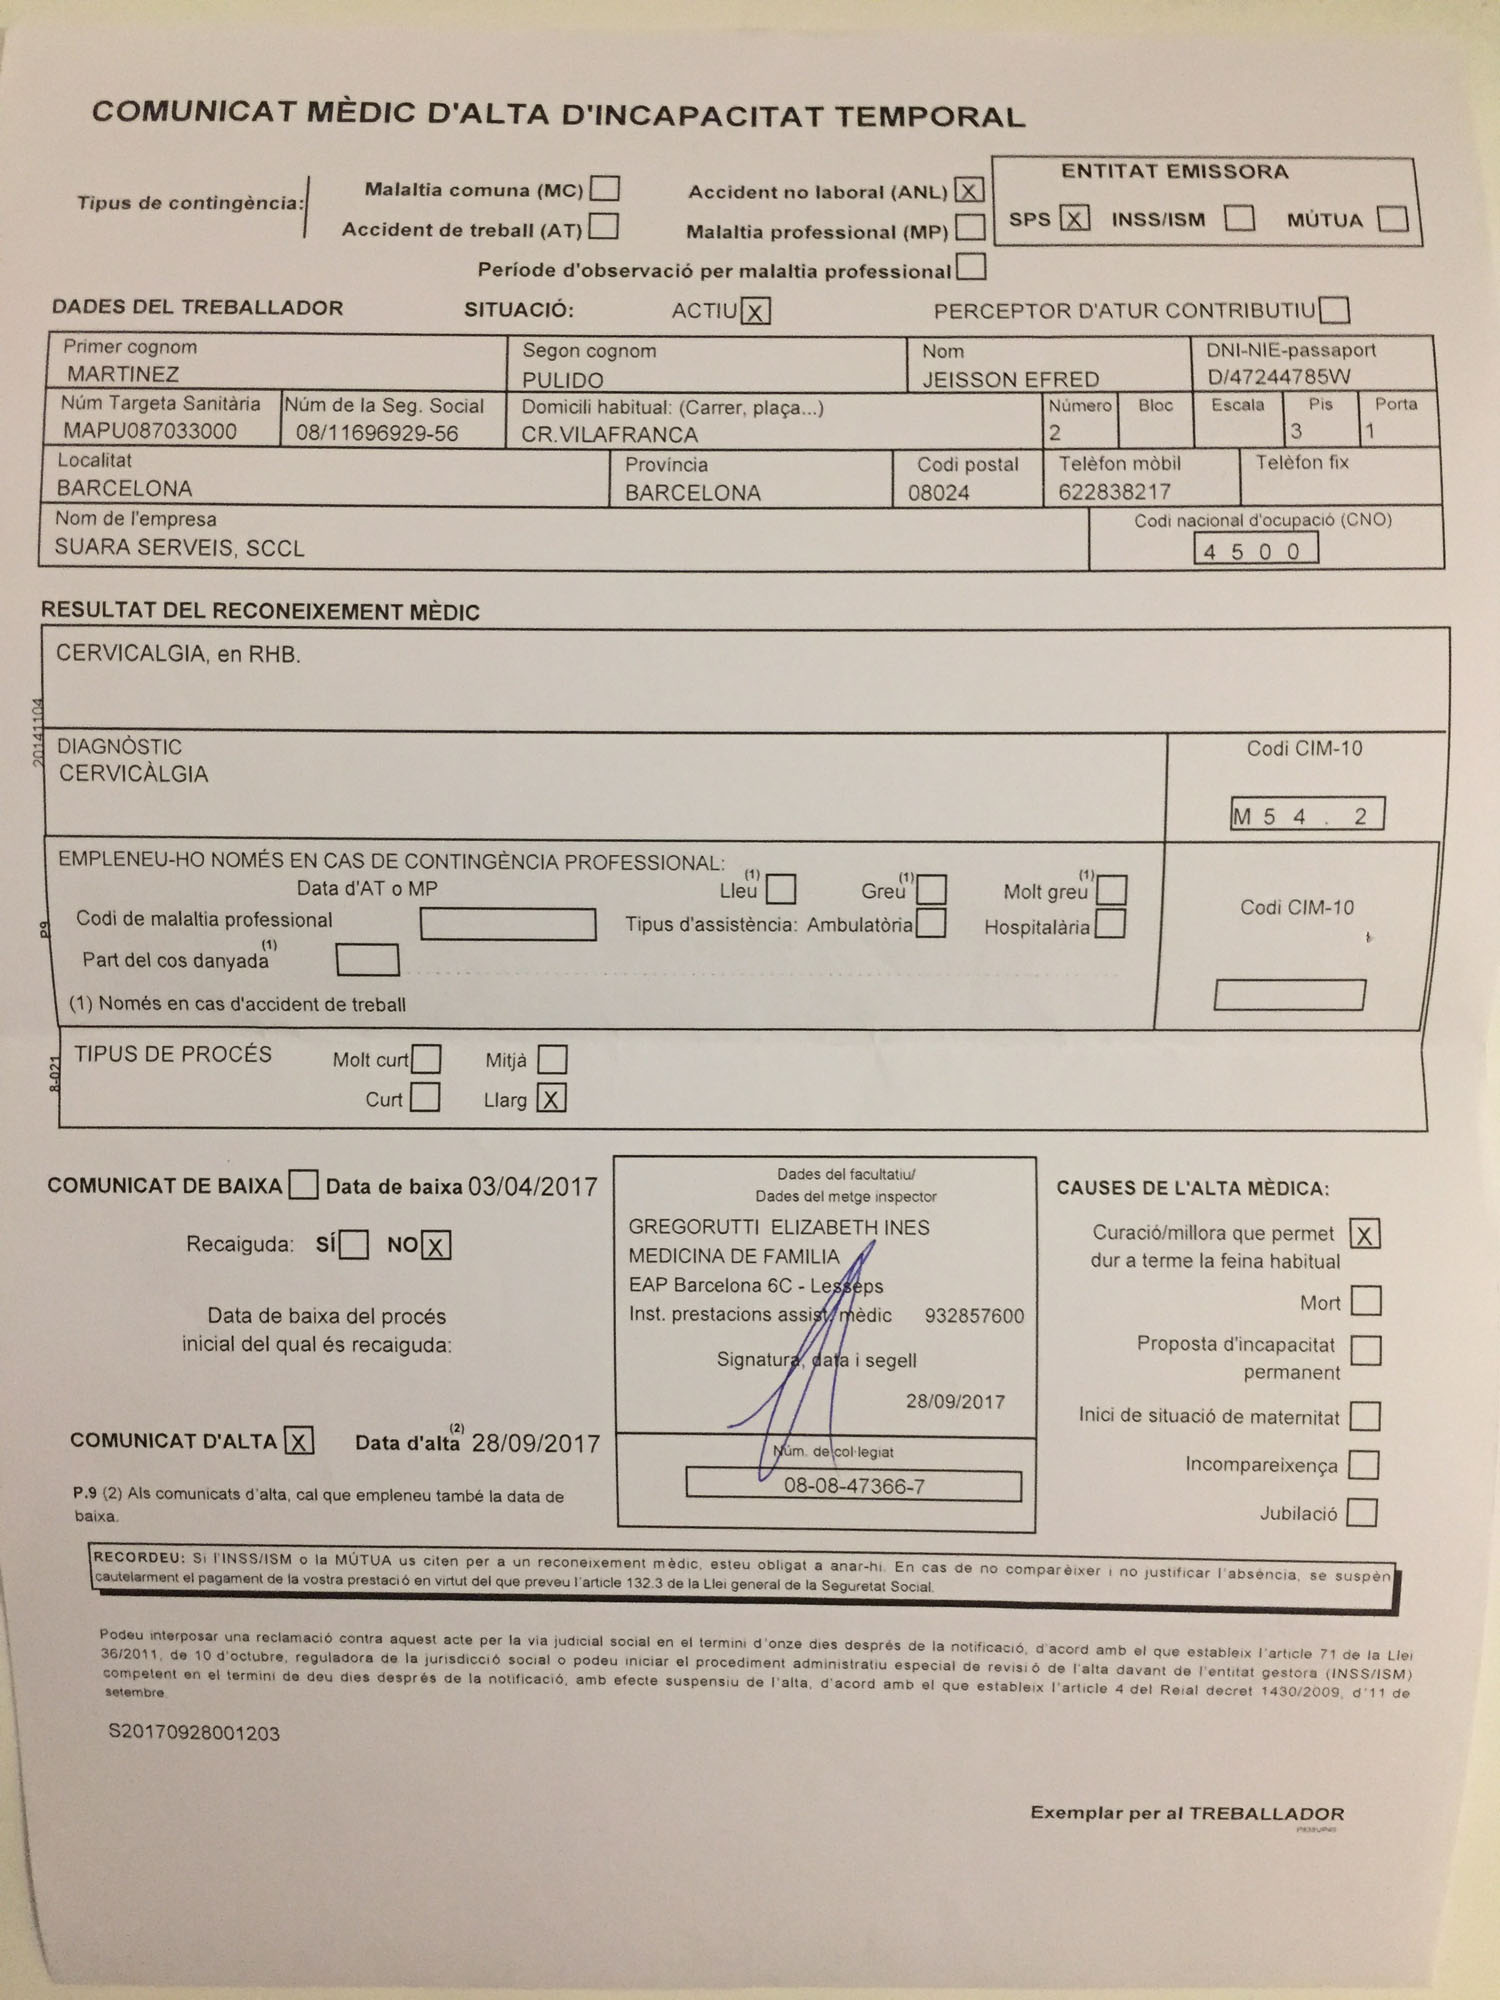 COMUNICAT MÈDIC D'ALTA D'INCAPACITAT TEMPORAL
Tipus de contingència:
Malaltia comuna (MC)
Accident no laboral (ANL) X
Accident de treball (AT)
Malaltia professional (MP)
Període d'observació per malaltia professional
ENTITAT EMISSORA
SPS X INSS/ISM MÚTUA
DADES DEL TREBALLADOR SITUACIÓ: ACTIU X PERCEPTOR D'ATUR CONTRIBUTIU
Primer cognom Segon cognom Nom DNI-NIE-passaport
MARTINEZ PULIDO JEISSON EFRED D/47244785W
Núm Targeta Sanitària Núm de la Seg. Social Domicili habitual: (Carrer, plaça...) Número Bloc Escala Pis Porta
MAPU087033000 08/11696929-56 CR.VILAFRANCA 2 3 1
Localitat Província Codi postal Telèfon mòbil Telèfon fix
BARCELONA BARCELONA 08024 622838217
Nom de l'empresa Codi nacional d'ocupació (CNO)
SUARA SERVEIS, SCCL 4 5 0 0
RESULTAT DEL RECONEIXEMENT MÈDIC
CERVICALGIA, en RHB.
20141104
DIAGNÒSTIC Codi CIM-10
CERVICÀLGIA
M 5 4 . 2
EMPLENEU-HO NOMÉS EN CAS DE CONTINGÈNCIA PROFESSIONAL:
Data d'AT o MP Lleu (1) Greu (1) Molt greu (1)
Codi de malaltia professional Tipus d'assistència: Ambulatòria Hospitalària Codi CIM-10
P9
Part del cos danyada (1)
(1) Només en cas d'accident de treball
8-021
TIPUS DE PROCÉS Molt curt Mitjà
Curt Llarg X
COMUNICAT DE BAIXA Data de baixa 03/04/2017
Recaiguda: SÍ NO X
Data de baixa del procés
inicial del qual és recaiguda:
COMUNICAT D'ALTA X Data d'alta (2) 28/09/2017
P.9 (2) Als comunicats d'alta, cal que empleneu també la data de
baixa.
Dades del facultatiu/
Dades del metge inspector
GREGORUTTI ELIZABETH INES
MEDICINA DE FAMILIA
EAP Barcelona 6C - Lesseps
Inst. prestacions assist. mèdic 932857600
Signatura, data i segell
28/09/2017
Núm. de col·legiat
08-08-47366-7
CAUSES DE L'ALTA MÈDICA:
Curació/millora que permet X
dur a terme la feina habitual
Mort
Proposta d'incapacitat
permanent
Inici de situació de maternitat
Incompareixença
Jubilació
RECORDEU: Si l'INSS/ISM o la MÚTUA us citen per a un reconeixement mèdic, esteu obligat a anar-hi. En cas de no comparèixer i no justificar l'absència, se suspèn
cautelarment el pagament de la vostra prestació en virtut del que preveu l'article 132.3 de la Llei general de la Seguretat Social.
Podeu interposar una reclamació contra aquest acte per la via judicial social en el termini d'onze dies després de la notificació, d'acord amb el que estableix l'article 71 de la Llei
36/2011, de 10 d'octubre, reguladora de la jurisdicció social o podeu iniciar el procediment administratiu especial de revisió de l'alta davant de l'entitat gestora (INSS/ISM)
competent en el termini de deu dies després de la notificació, amb efecte suspensiu de l'alta, d'acord amb el que estableix l'article 4 del Reial decret 1430/2009, d'11 de
setembre
S20170928001203
Exemplar per al TREBALLADOR